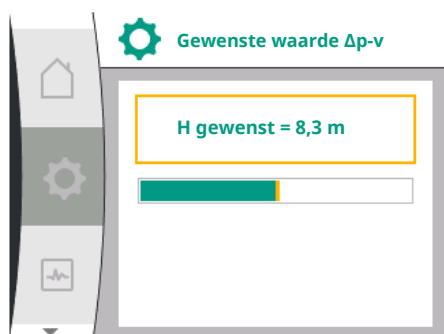 Gewenste waarde Δp-v
H gewenst = 8,3 m